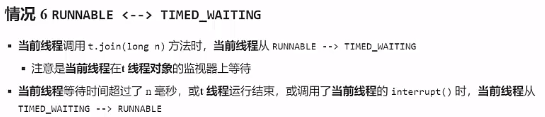 情况 6 RUNNABLE <--> TIMED_WAITING
当前线程调用 t.join(long n) 方法时，当前线程从 RUNNABLE --> TIMED_WAITING
注意是当前线程在t 线程对象的监视器上等待
当前线程等待时间超过了 n 毫秒，或t 线程运行结束，或调用了当前线程的 interrupt() 时，当前线程从
TIMED_WAITING --> RUNNABLE